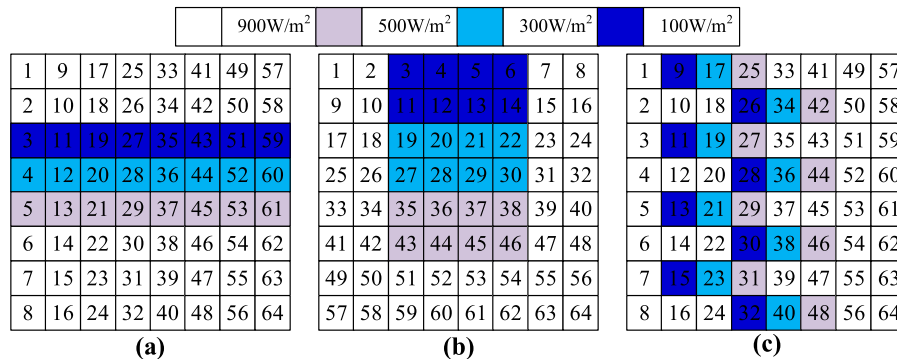 900W/m² 500W/m² 300W/m² 100W/m²
1 9 17 25 33 41 49 57
2 10 18 26 34 42 50 58
3 11 19 27 35 43 51 59
4 12 20 28 36 44 52 60
5 13 21 29 37 45 53 61
6 14 22 30 38 46 54 62
7 15 23 31 39 47 55 63
8 16 24 32 40 48 56 64
(a)
1 2 3 4 5 6 7 8
9 10 11 12 13 14 15 16
17 18 19 20 21 22 23 24
25 26 27 28 29 30 31 32
33 34 35 36 37 38 39 40
41 42 43 44 45 46 47 48
49 50 51 52 53 54 55 56
57 58 59 60 61 62 63 64
(b)
1 9 17 25 33 41 49 57
2 10 18 26 34 42 50 58
3 11 19 27 35 43 51 59
4 12 20 28 36 44 52 60
5 13 21 29 37 45 53 61
6 14 22 30 38 46 54 62
7 15 23 31 39 47 55 63
8 16 24 32 40 48 56 64
(c)